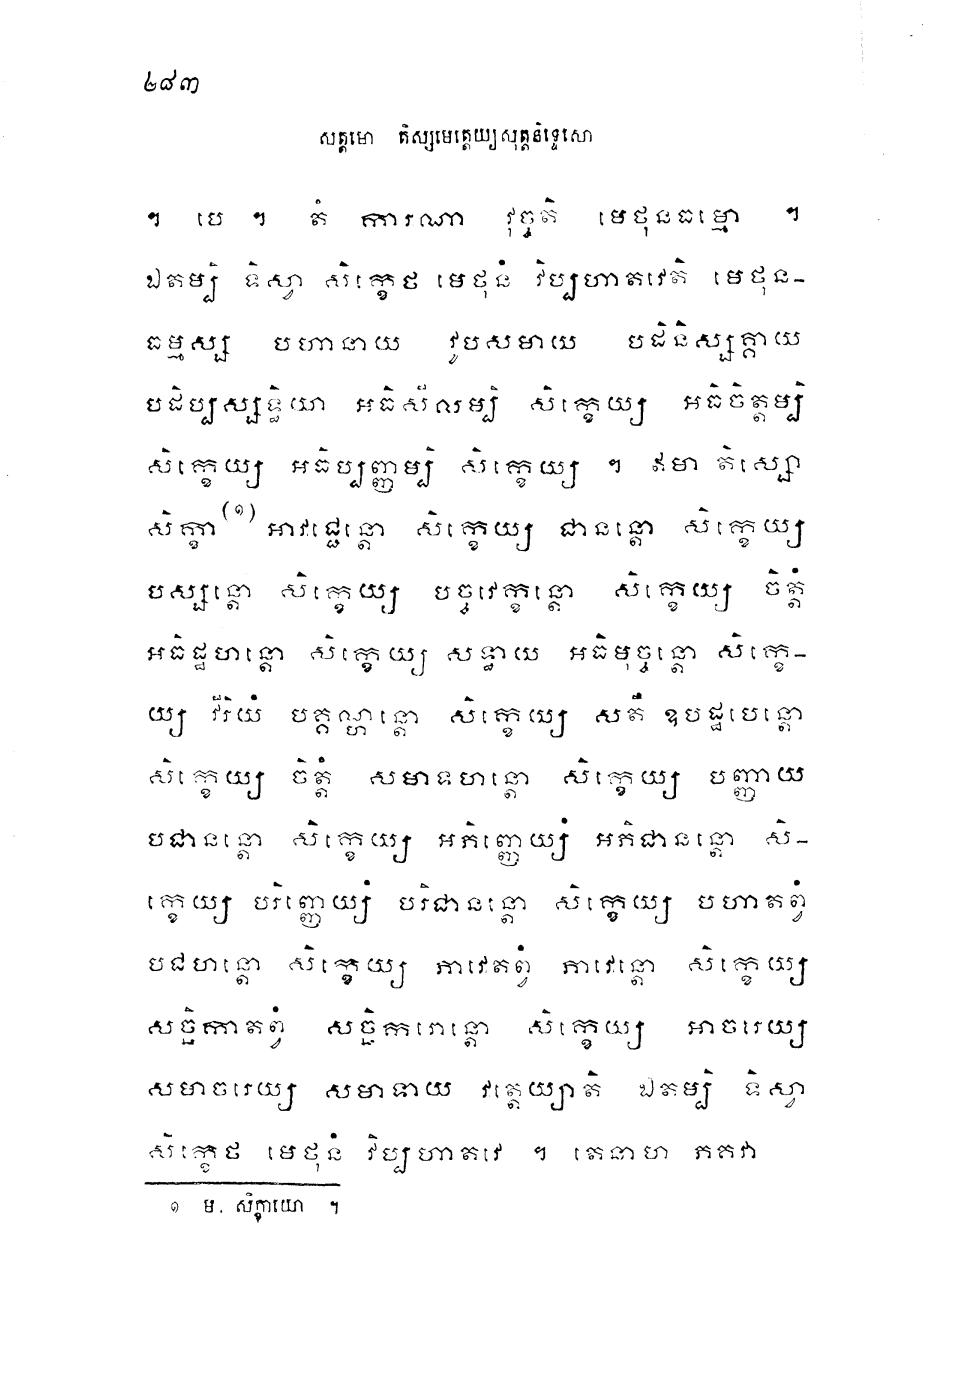 ២៨៣
សត្តមោ តិស្សមេត្តេយ្យសុត្តនិទ្ទេសោ
។ បេ ។ តំ ការណា វុច្ចតិ មេថុនធម្មោ ។
ឯតម្បិ ទិស្វា សិក្ខេថ មេថុនំ វិប្បហាតវេតិ មេថុន-
ធម្មស្ស បហានាយ វូបសមាយ បដិនិស្សគ្គាយ
បដិប្បស្សទ្ធិយា អធិសីលម្បិ សិក្ខេយ្យ អធិចិត្តម្បិ
សិក្ខេយ្យ អធិប្បញ្ញម្បិ សិក្ខេយ្យ ។ ឥមា តិស្សោ
សិក្ខា (១) អាវជ្ជេន្តោ សិក្ខេយ្យ ជានន្តោ សិក្ខេយ្យ
បស្សន្តោ សិក្ខេយ្យ បច្ចវេក្ខន្តោ សិក្ខេយ្យ ចិត្តំ
អធិដ្ឋហន្តោ សិក្ខេយ្យ សទ្ធាយ អធិមុច្ចន្តោ សិក្ខេ-
យ្យ វីរិយំ បគ្គណ្ហន្តោ សិក្ខេយ្យ សតឹ ឧបដ្ឋបេន្តោ
សិក្ខេយ្យ ចិត្តំ សមាទហន្តោ សិក្ខេយ្យ បញ្ញាយ
បជានន្តោ សិក្ខេយ្យ អភិញ្ញេយ្យំ អភិជានន្តោ សិ-
ក្ខេយ្យ បរិញ្ញេយ្យំ បរិជានន្តោ សិក្ខេយ្យ បហាតព្វំ
បជហន្តោ សិក្ខេយ្យ ភាវេតព្វំ ភាវេន្តោ សិក្ខេយ្យ
សច្ឆិកាតព្វំ សច្ឆិករោន្តោ សិក្ខេយ្យ អាចរេយ្យ
សមាចរេយ្យ សមាទាយ វត្តេយ្យាតិ ឯតម្បិ ទិស្វា
សិក្ខេថ មេថុនំ វិប្បហាតវេ ។ តេនាហ ភគវា
១ ម. សិក្ខាយោ ។